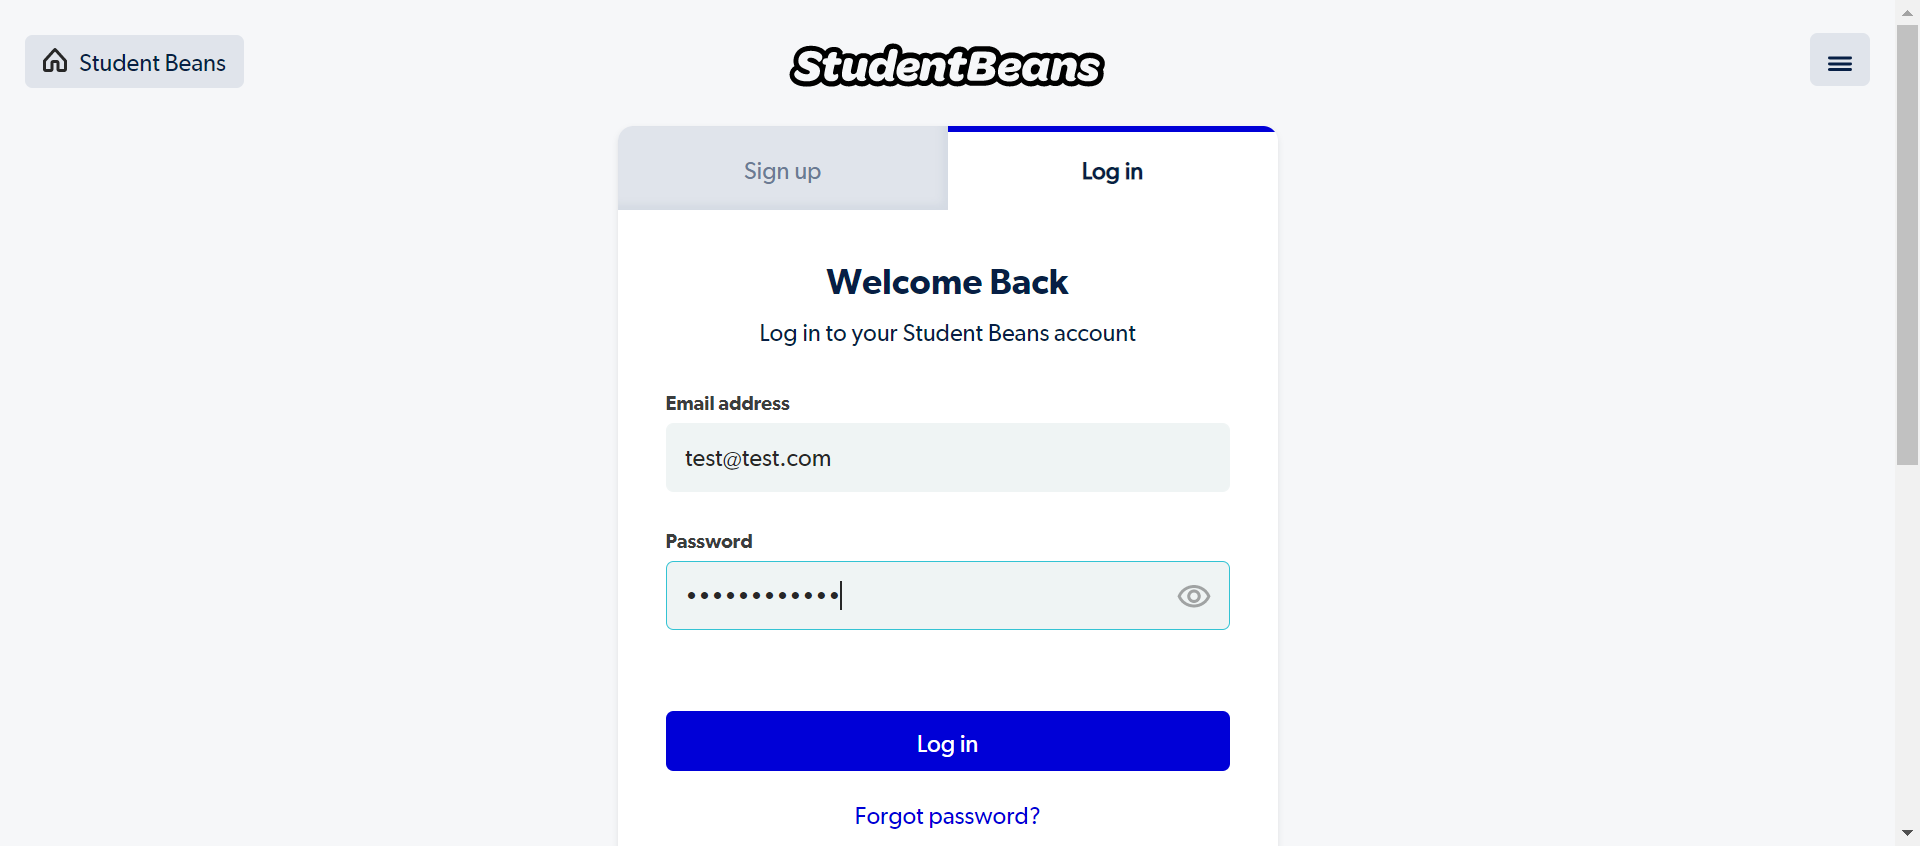 Student Beans
StudentBeans
Sign up
Log in
Welcome Back
Log in to your Student Beans account
Email address
test@test.com
Password
••••••••••••
Log in
Forgot password?